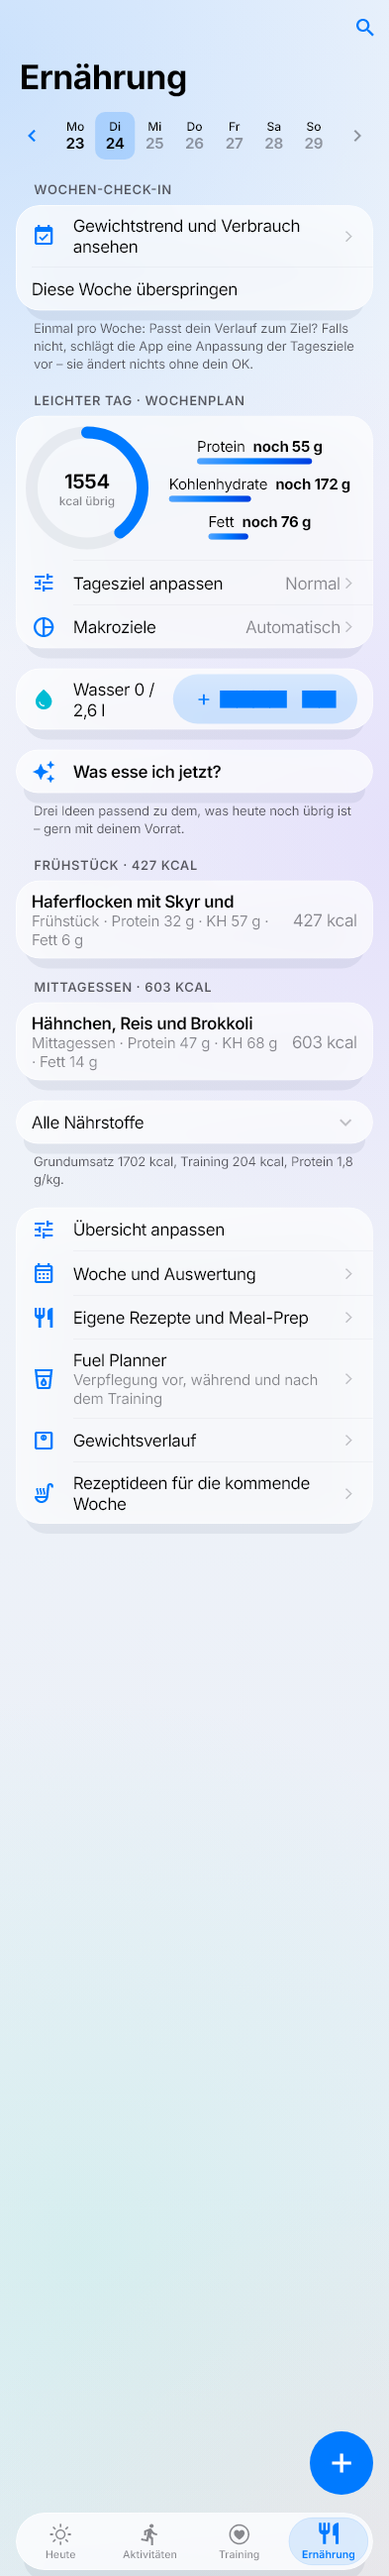 Ernährung
Mo Di Mi Do Fr Sa So
23 24 25 26 27 28 29
WOCHEN-CHECK-IN
Gewichtstrend und Verbrauch
ansehen
Diese Woche überspringen
Einmal pro Woche: Passt dein Verlauf zum Ziel? Falls
nicht, schlägt die App eine Anpassung der Tagesziele
vor – sie ändert nichts ohne dein OK.
LEICHTER TAG · WOCHENPLAN
1554
kcal übrig
Protein noch 55 g
Kohlenhydrate noch 172 g
Fett noch 76 g
Tagesziel anpassen Normal
Makroziele Automatisch
Wasser 0 /
2,6 l
+
Was esse ich jetzt?
Drei Ideen passend zu dem, was heute noch übrig ist
– gern mit deinem Vorrat.
FRÜHSTÜCK · 427 KCAL
Haferflocken mit Skyr und
Frühstück · Protein 32 g · KH 57 g ·
Fett 6 g
427 kcal
MITTAGESSEN · 603 KCAL
Hähnchen, Reis und Brokkoli
Mittagessen · Protein 47 g · KH 68 g
· Fett 14 g
603 kcal
Alle Nährstoffe
Grundumsatz 1702 kcal, Training 204 kcal, Protein 1,8
g/kg.
Übersicht anpassen
Woche und Auswertung
Eigene Rezepte und Meal-Prep
Fuel Planner
Verpflegung vor, während und nach
dem Training
Gewichtsverlauf
Rezeptideen für die kommende
Woche
Heute Aktivitäten Training Ernährung